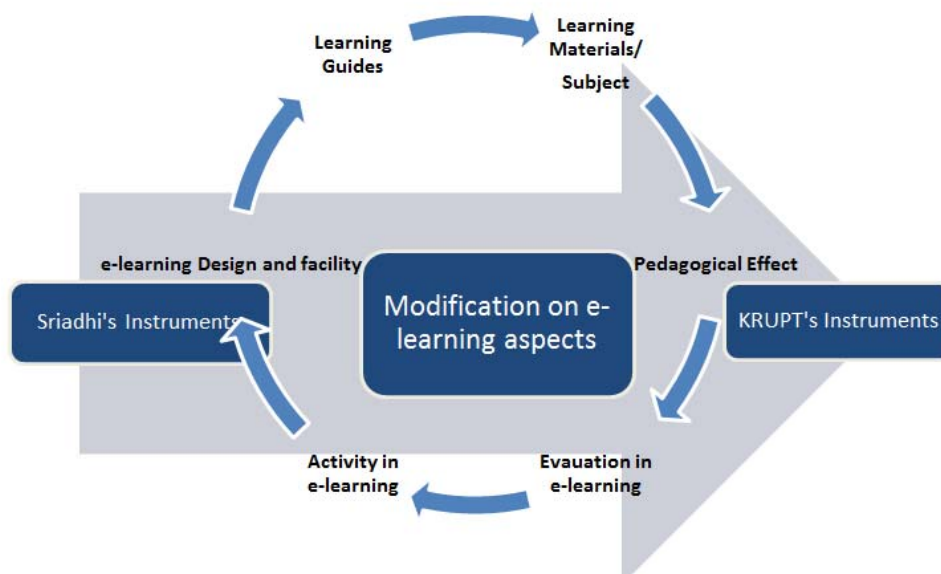 Learning
Guides
Learning
Materials/
Subject
e-learning Design and facility
Pedagogical Effect
Sriadhi's Instruments
Modification on e-
learning aspects
KRUPT's Instruments
Activity in
e-learning
Evauation in
e-learning